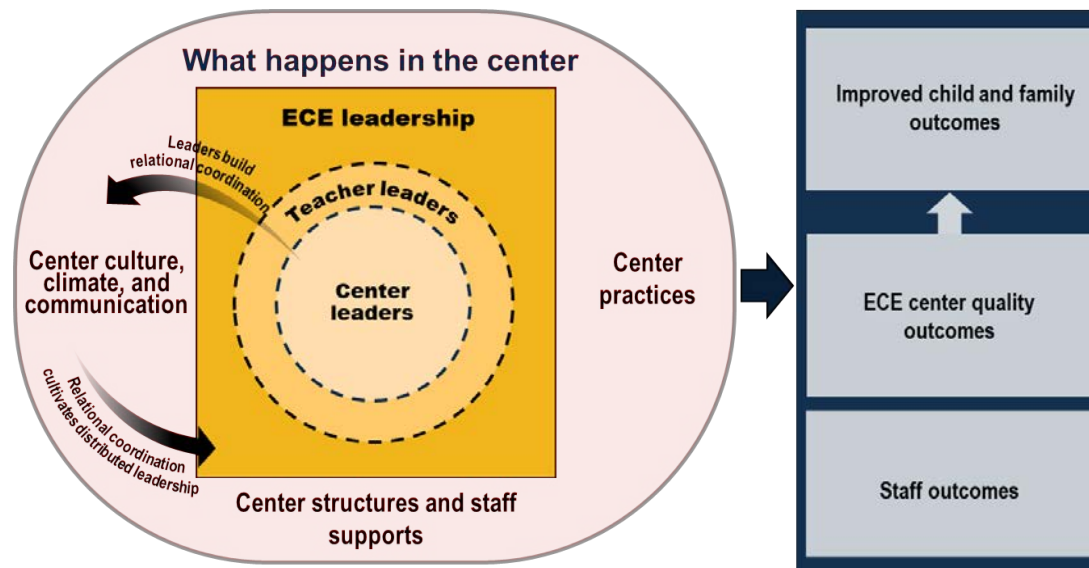 What happens in the center
ECE leadership
Leaders build
relational coordination
Teacher leaders
Center
leaders
Center culture,
climate, and
communication
Relational coordination
cultivates distributed leadership
Center structures and staff
supports
Center
practices
Improved child and family
outcomes
ECE center quality
outcomes
Staff outcomes